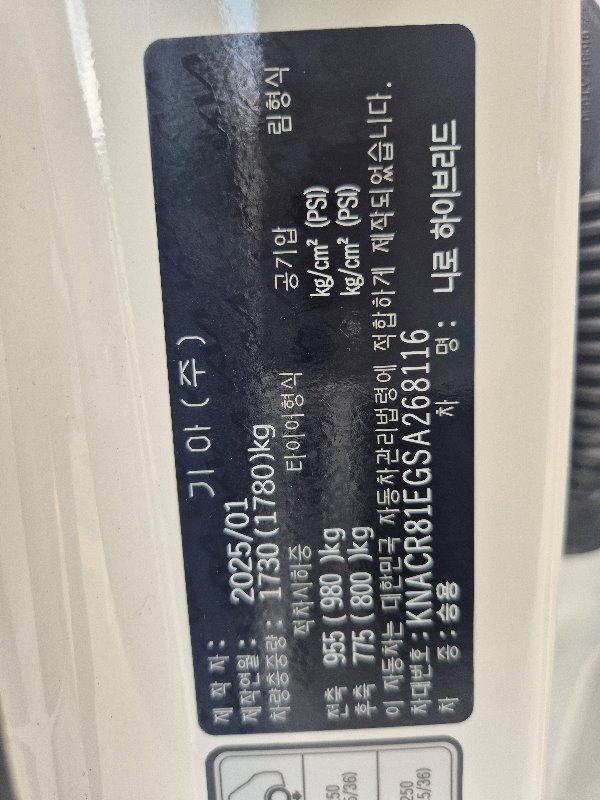 제 작 자 : 기 아 ( 주 )
제작연월 : 2025/01
차량총중량 : 1730 (1780)kg
적차시하중 타이어형식 공기압 림형식
전축 955 ( 980 )kg kg/cm² (PSI)
후축 775 ( 800 )kg kg/cm² (PSI)
이 자동차는 대한민국 자동차관리법령에 적합하게 제작되었습니다.
차대번호 : KNACR81EGSA268116
차 종 : 승용 차 명 : 니로 하이브리드